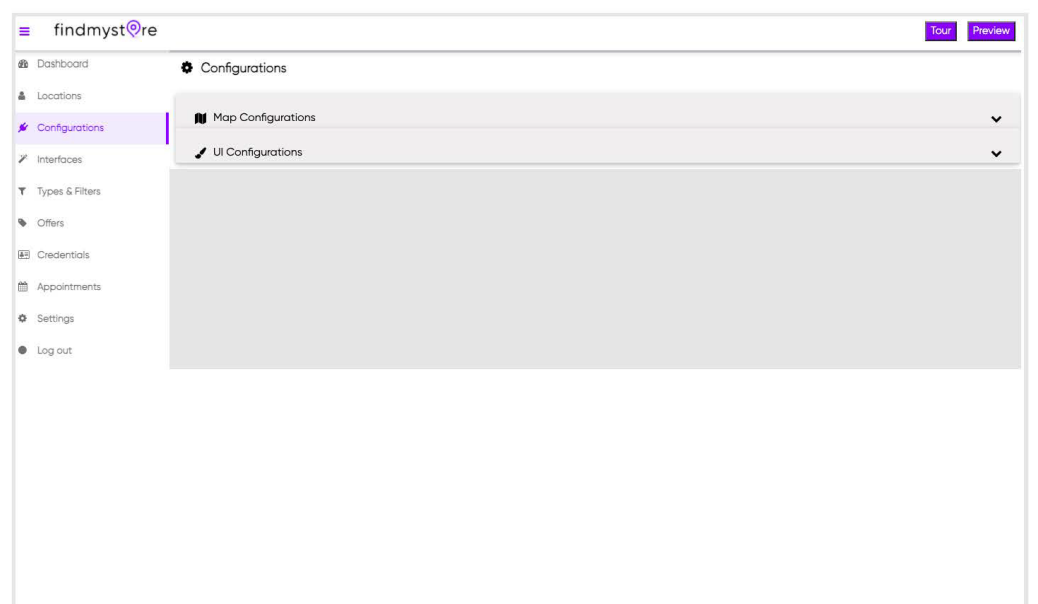 findmystore
Tour
Preview
Dashboard
Locations
Configurations
Interfaces
Types & Filters
Offers
Credentials
Appointments
Settings
Log out
Configurations
Map Configurations
UI Configurations